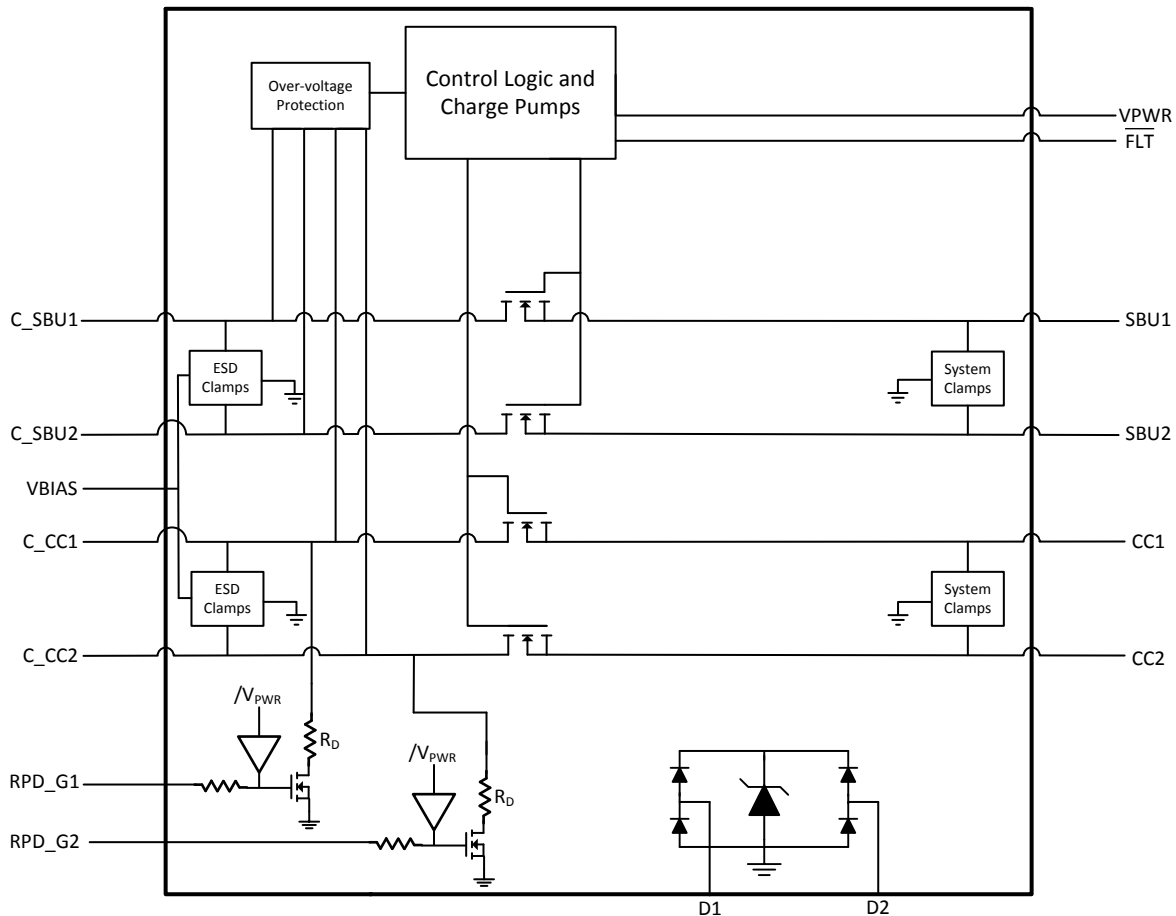 Control Logic and
Charge Pumps
Over-voltage
Protection
VPWR
FLT
C_SBU1
SBU1
ESD
Clamps
System
Clamps
C_SBU2
SBU2
VBIAS
C_CC1
CC1
ESD
Clamps
System
Clamps
C_CC2
CC2
/VPWR
RD
/VPWR
RD
RPD_G1
RPD_G2
D1
D2